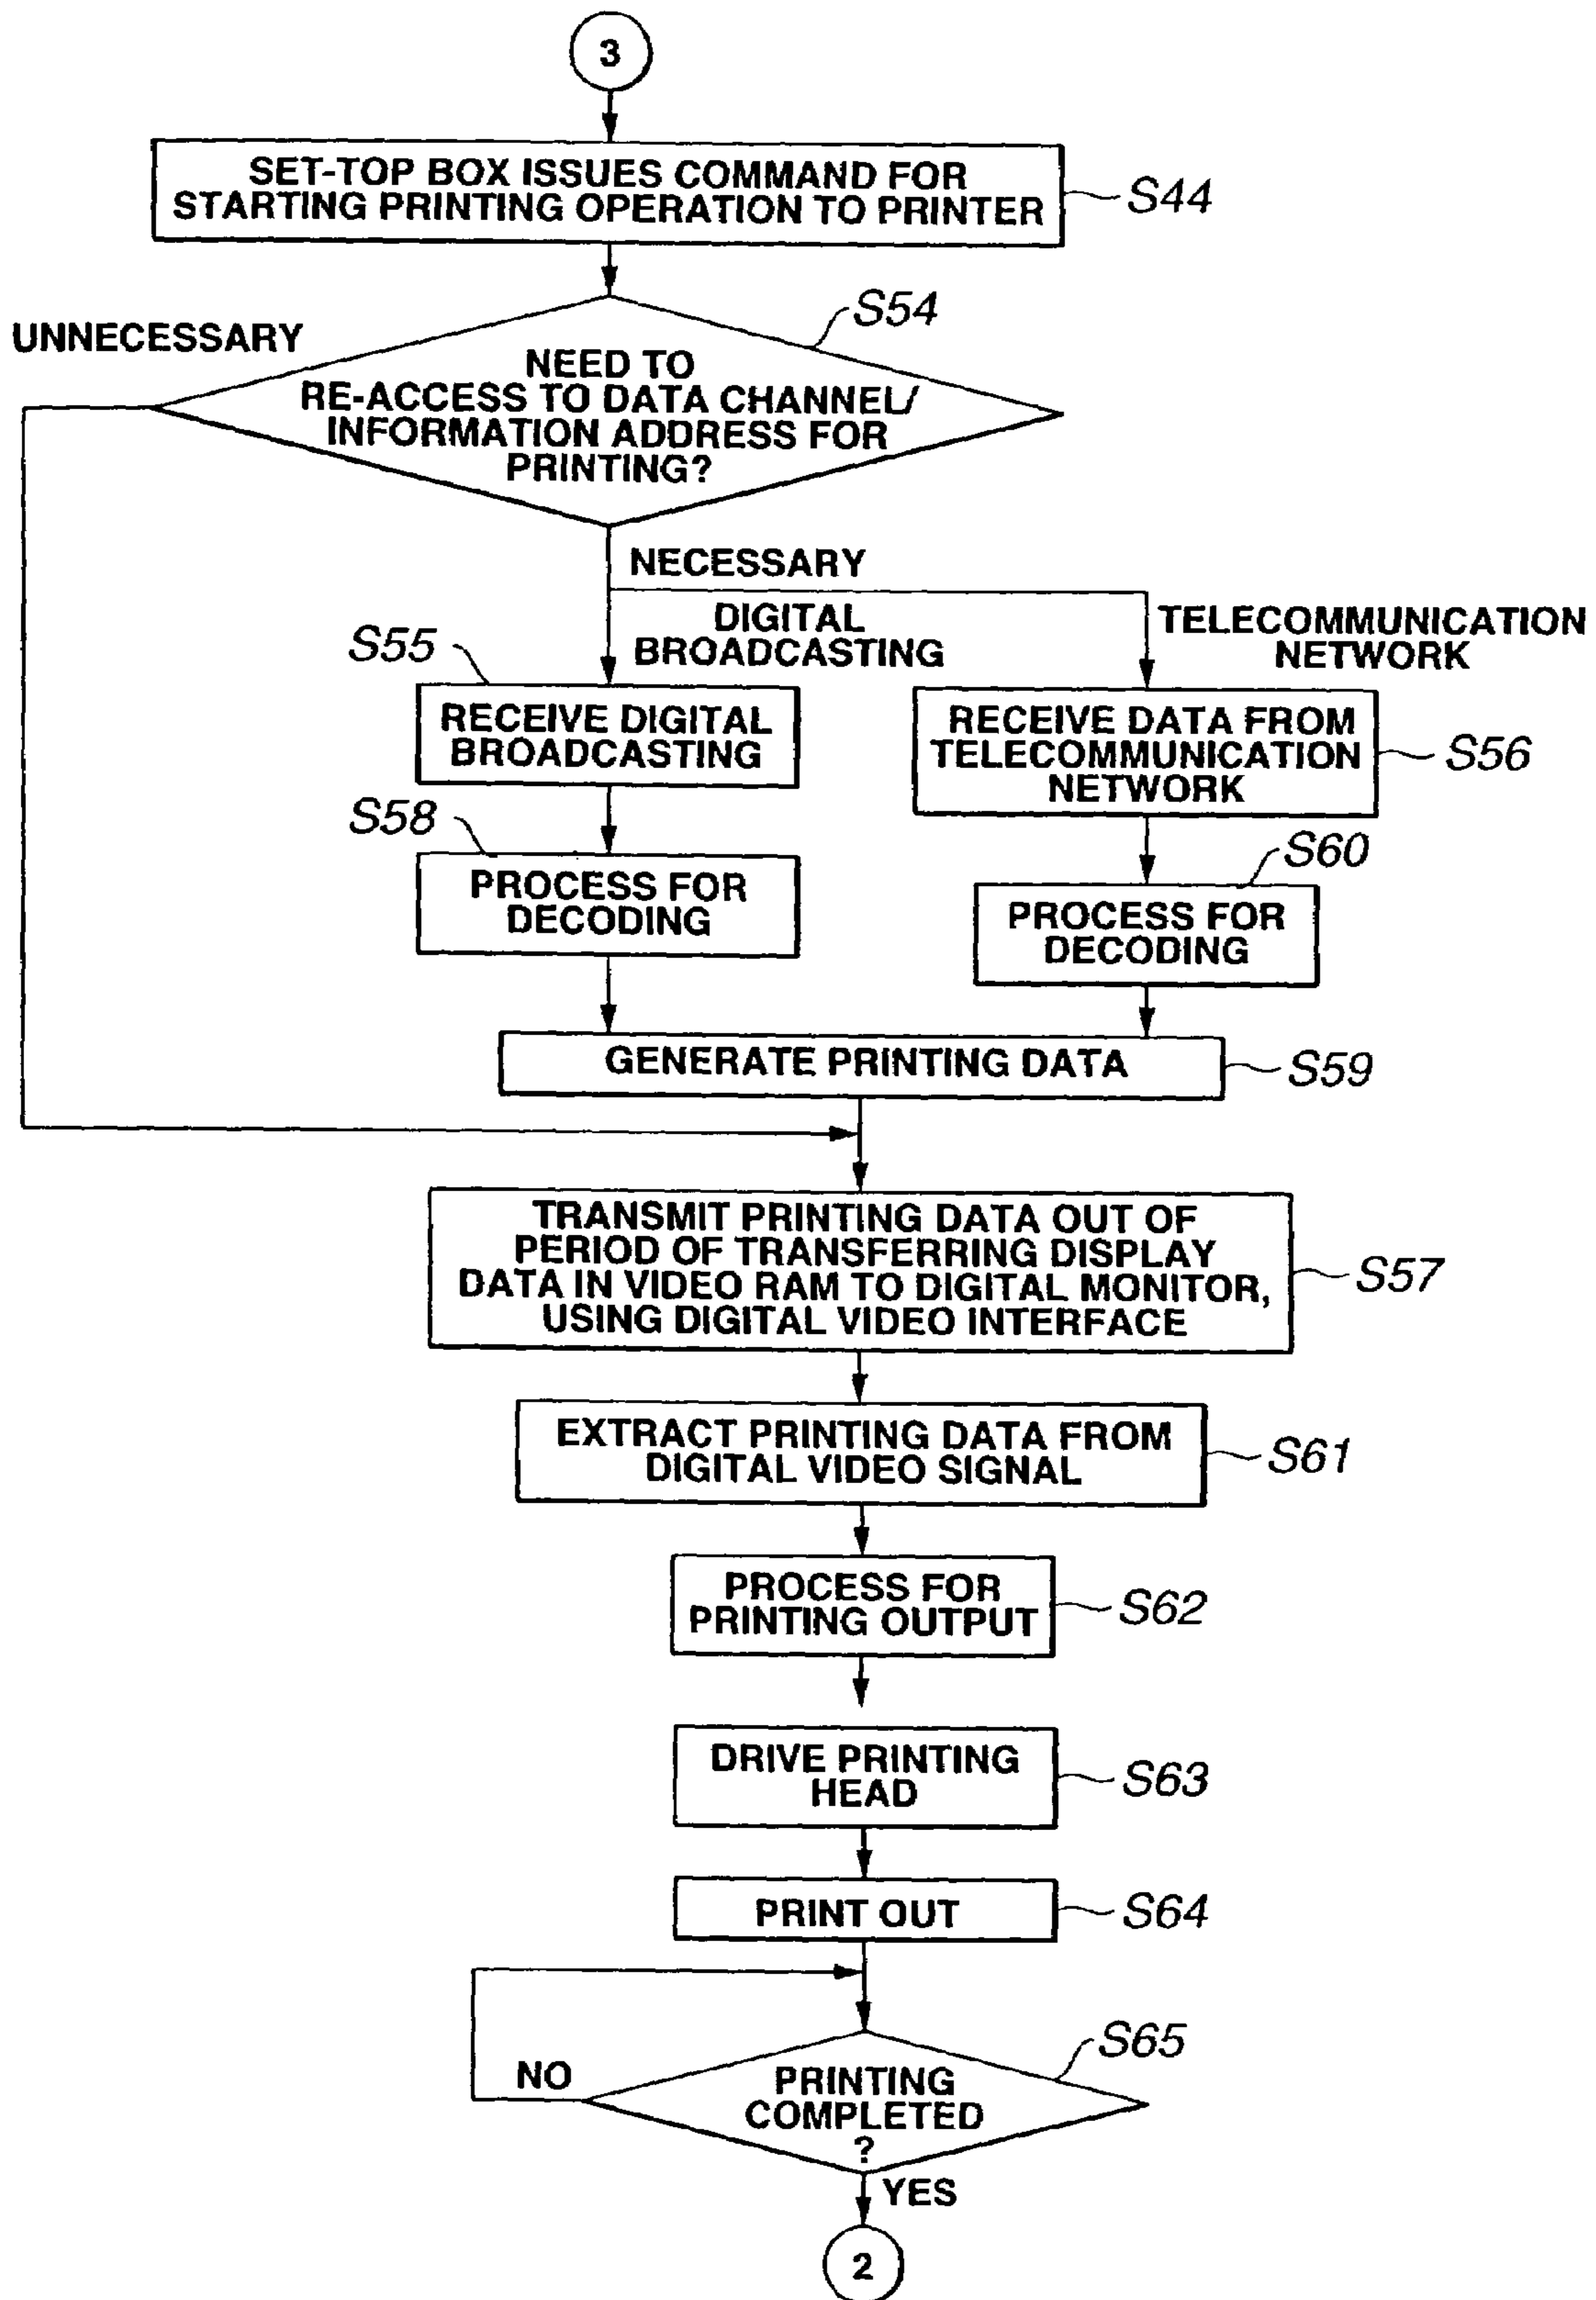 3
SET-TOP BOX ISSUES COMMAND FOR
STARTING PRINTING OPERATION TO PRINTER
S44
S54
UNNECESSARY
NEED TO
RE-ACCESS TO DATA CHANNEL/
INFORMATION ADDRESS FOR
PRINTING?
NECESSARY
DIGITAL
BROADCASTING
TELECOMMUNICATION
NETWORK
S55
RECEIVE DIGITAL
BROADCASTING
RECEIVE DATA FROM
TELECOMMUNICATION
NETWORK
S56
S58
PROCESS FOR
DECODING
S60
PROCESS FOR
DECODING
GENERATE PRINTING DATA
S59
TRANSMIT PRINTING DATA OUT OF
PERIOD OF TRANSFERRING DISPLAY
DATA IN VIDEO RAM TO DIGITAL MONITOR,
USING DIGITAL VIDEO INTERFACE
S57
EXTRACT PRINTING DATA FROM
DIGITAL VIDEO SIGNAL
S61
PROCESS FOR
PRINTING OUTPUT
S62
DRIVE PRINTING
HEAD
S63
PRINT OUT
S64
S65
NO
PRINTING
COMPLETED
?
YES
2